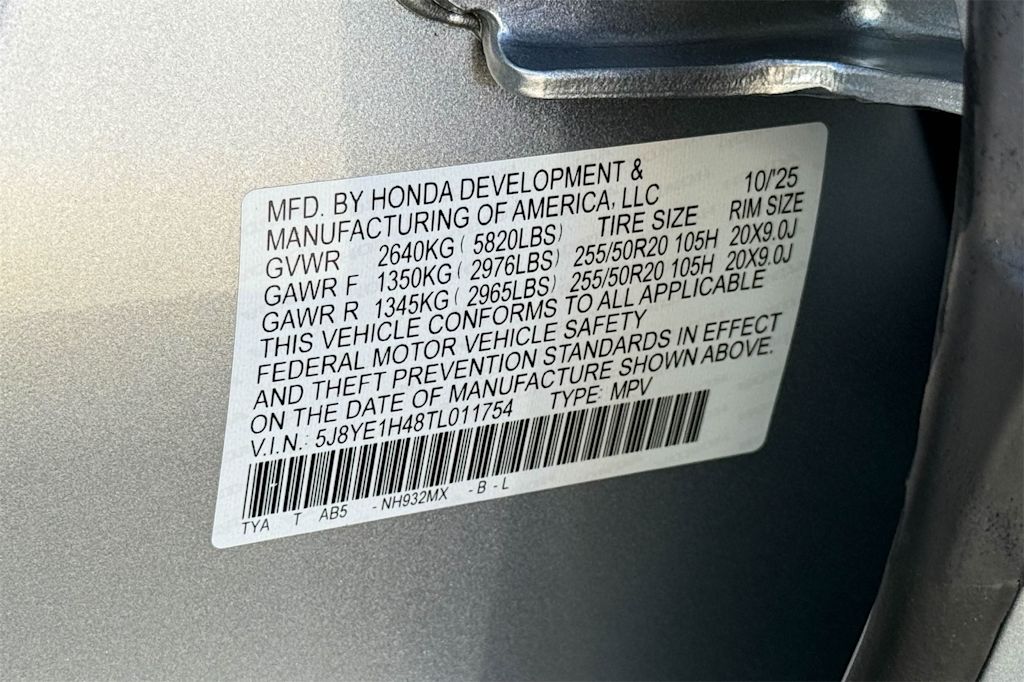 MFD. BY HONDA DEVELOPMENT & 10/'25
MANUFACTURING OF AMERICA, LLC
GVWR 2640KG ( 5820LBS) TIRE SIZE RIM SIZE
GAWR F 1350KG ( 2976LBS) 255/50R20 105H 20X9.0J
GAWR R 1345KG ( 2965LBS) 255/50R20 105H 20X9.0J
THIS VEHICLE CONFORMS TO ALL APPLICABLE
FEDERAL MOTOR VEHICLE SAFETY
AND THEFT PREVENTION STANDARDS IN EFFECT
ON THE DATE OF MANUFACTURE SHOWN ABOVE.
V.I.N.: 5J8YE1H48TL011754 TYPE: MPV
TYA T AB5 - NH932MX - B - L